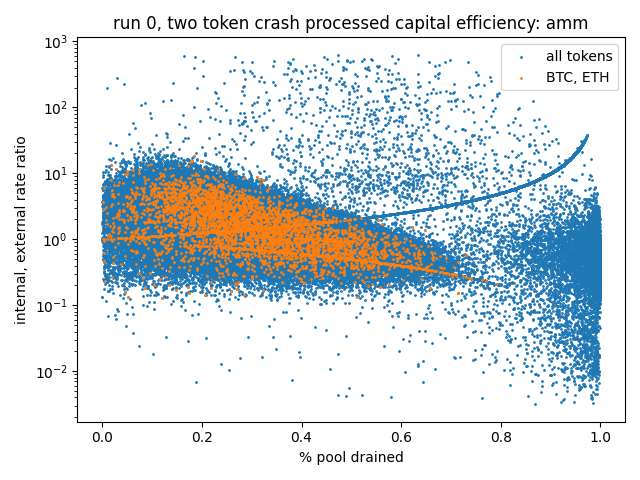 run 0, two token crash processed capital efficiency: amm
internal, external rate ratio
10³
10²
10¹
10⁰
10⁻¹
10⁻²
all tokens
BTC, ETH
0.0 0.2 0.4 0.6 0.8 1.0
% pool drained